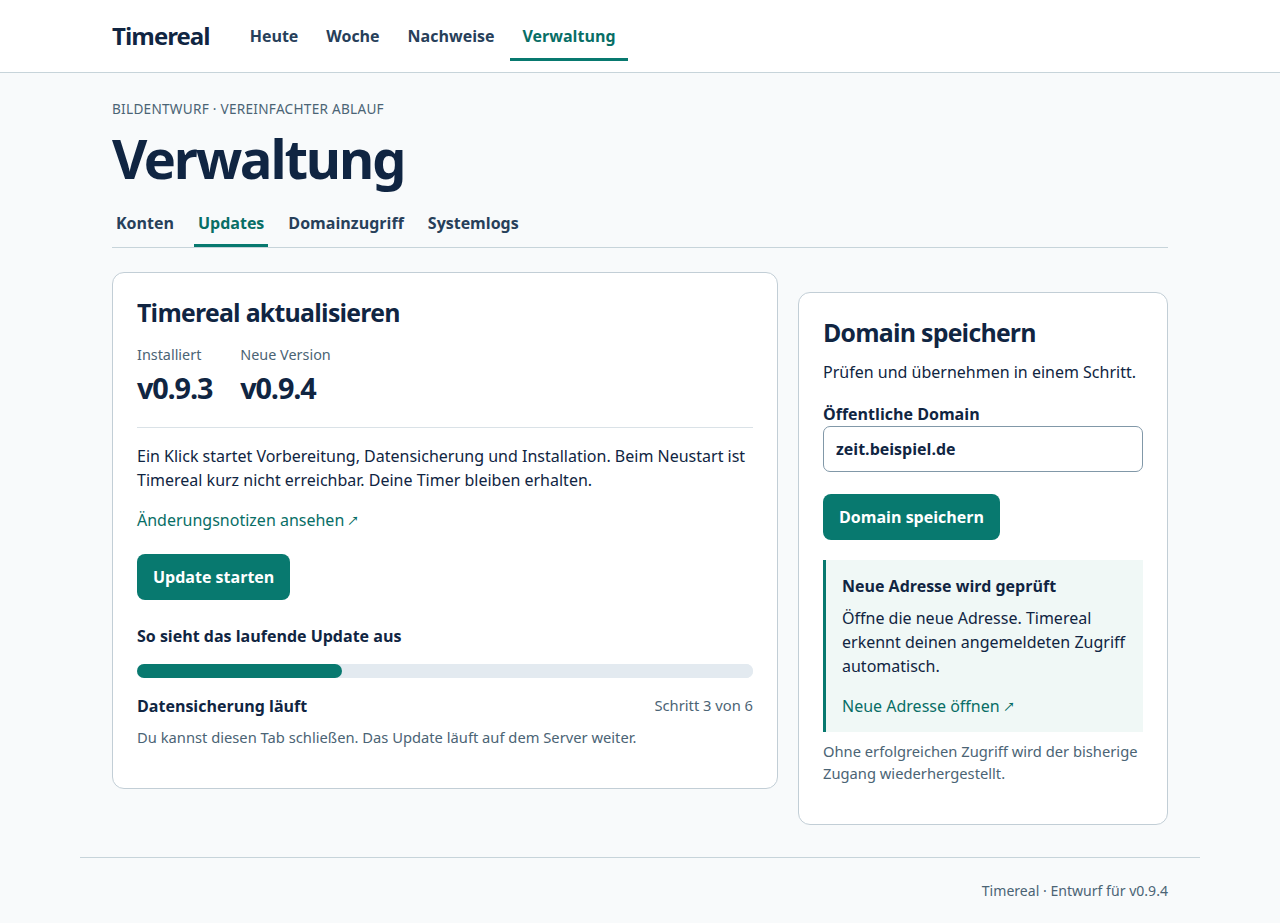 Timereal
Heute
Woche
Nachweise
Verwaltung
BILDENTWURF · VEREINFACHTER ABLAUF
Verwaltung
Konten
Updates
Domainzugriff
Systemlogs
Timereal aktualisieren
Installiert
Neue Version
v0.9.3
v0.9.4
Ein Klick startet Vorbereitung, Datensicherung und Installation. Beim Neustart ist
Timereal kurz nicht erreichbar. Deine Timer bleiben erhalten.
Änderungsnotizen ansehen ↗
Update starten
So sieht das laufende Update aus
Datensicherung läuft
Schritt 3 von 6
Du kannst diesen Tab schließen. Das Update läuft auf dem Server weiter.
Domain speichern
Prüfen und übernehmen in einem Schritt.
Öffentliche Domain
zeit.beispiel.de
Domain speichern
Neue Adresse wird geprüft
Öffne die neue Adresse. Timereal
erkennt deinen angemeldeten Zugriff
automatisch.
Neue Adresse öffnen ↗
Ohne erfolgreichen Zugriff wird der bisherige
Zugang wiederhergestellt.
Timereal · Entwurf für v0.9.4